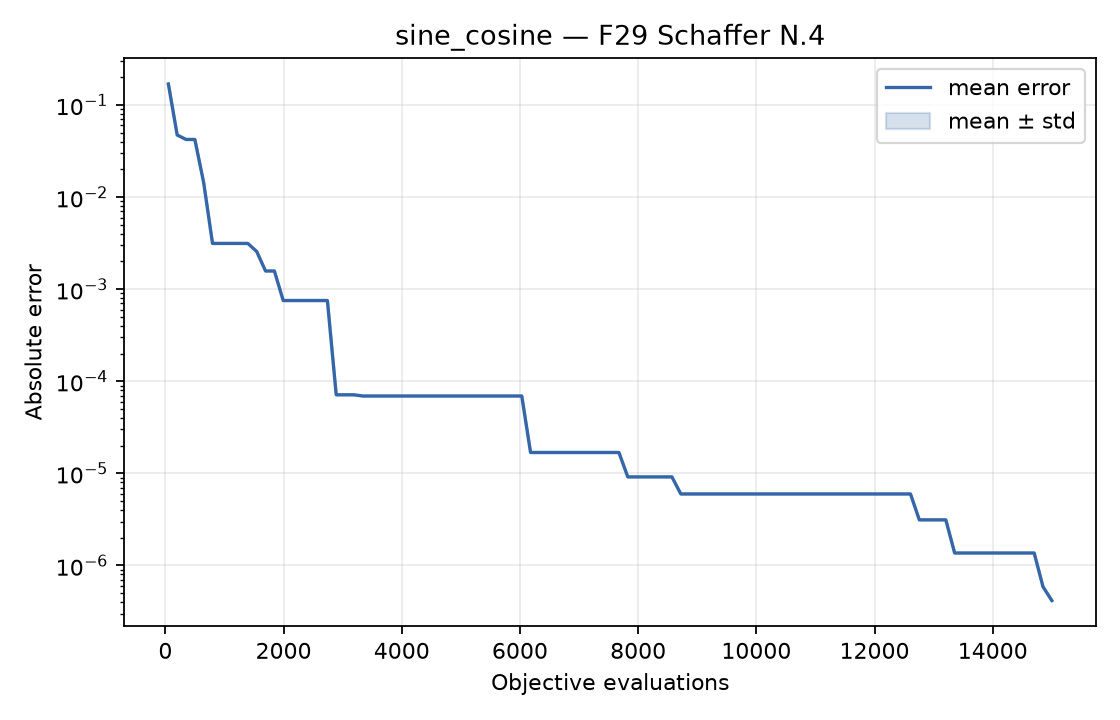 sine_cosine — F29 Schaffer N.4
mean error
mean ± std
Absolute error
10⁻¹
10⁻²
10⁻³
10⁻⁴
10⁻⁵
10⁻⁶
0 2000 4000 6000 8000 10000 12000 14000
Objective evaluations